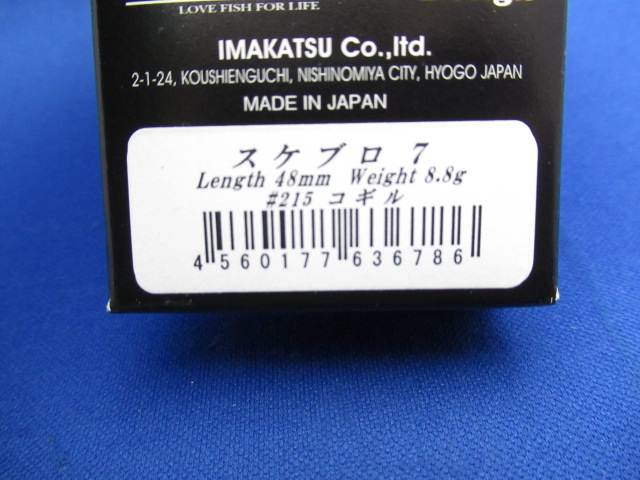 LOVE FISH FOR LIFE
IMAKATSU Co.,ltd.
2-1-24, KOUSHIENGUCHI, NISHINOMIYA CITY, HYOGO JAPAN
MADE IN JAPAN
スケブロ 7
Length 48mm Weight 8.8g
#215 コギル
4 560177 636786